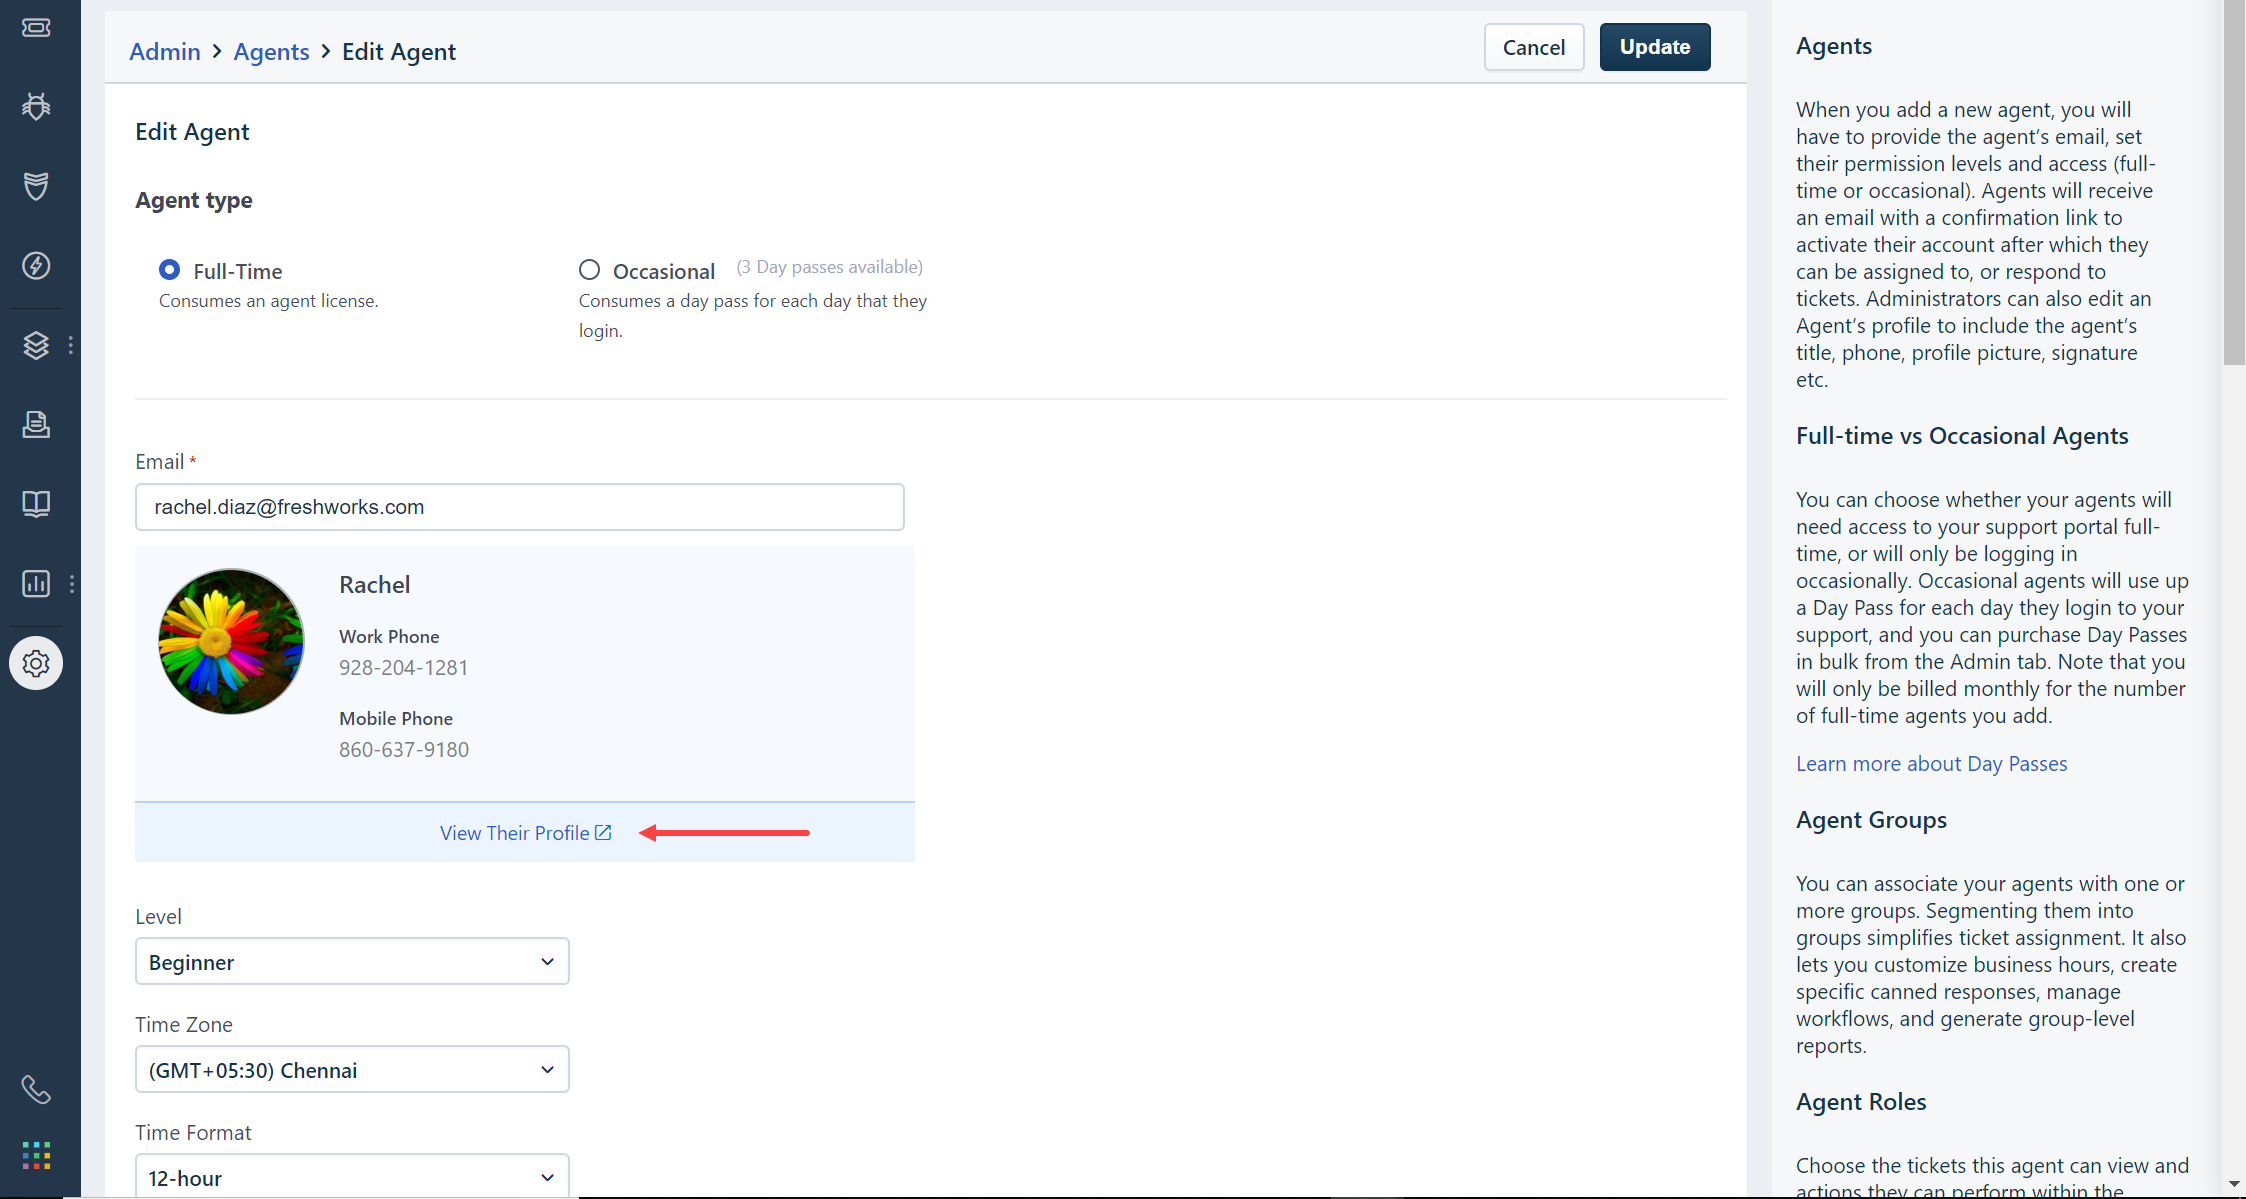 Admin > Agents > Edit Agent
Cancel
Update
Edit Agent
Agent type
Full-Time
Consumes an agent license.
Occasional (3 Day passes available)
Consumes a day pass for each day that they
login.
Email *
rachel.diaz@freshworks.com
Rachel
Work Phone
928-204-1281
Mobile Phone
860-637-9180
View Their Profile
Level
Beginner
Time Zone
(GMT+05:30) Chennai
Time Format
12-hour
Agents
When you add a new agent, you will
have to provide the agent’s email, set
their permission levels and access (full-
time or occasional). Agents will receive
an email with a confirmation link to
activate their account after which they
can be assigned to, or respond to
tickets. Administrators can also edit an
Agent’s profile to include the agent’s
title, phone, profile picture, signature
etc.
Full-time vs Occasional Agents
You can choose whether your agents will
need access to your support portal full-
time, or will only be logging in
occasionally. Occasional agents will use up
a Day Pass for each day they login to your
support, and you can purchase Day Passes
in bulk from the Admin tab. Note that you
will only be billed monthly for the number
of full-time agents you add.
Learn more about Day Passes
Agent Groups
You can associate your agents with one or
more groups. Segmenting them into
groups simplifies ticket assignment. It also
lets you customize business hours, create
specific canned responses, manage
workflows, and generate group-level
reports.
Agent Roles
Choose the tickets this agent can view and
actions they can perform within the